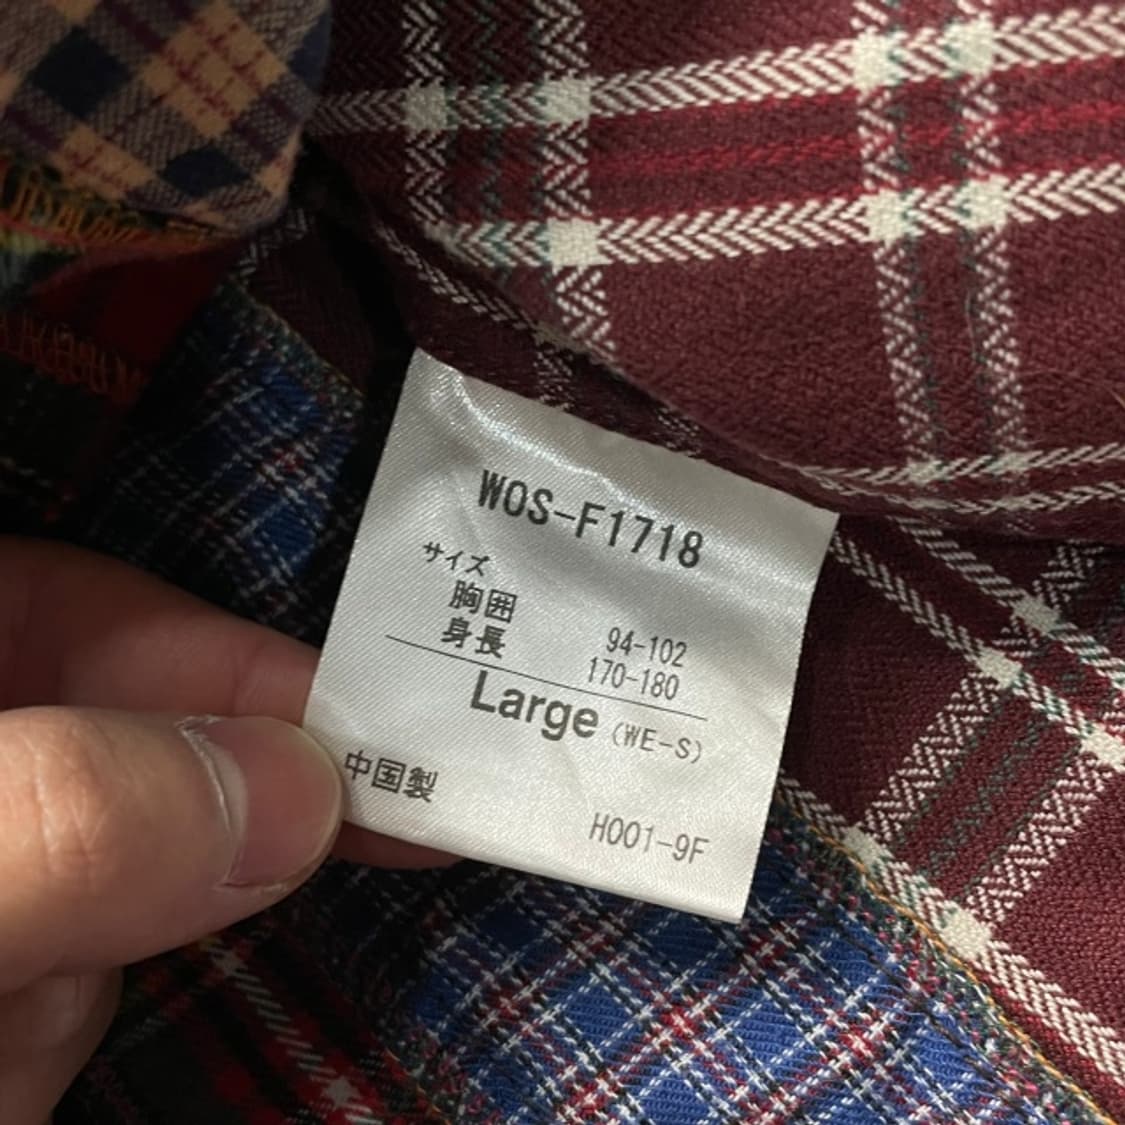 WOS-F1718
サイズ
胸囲 94-102
身長 170-180
Large (WE-S)
中国製
H001-9F